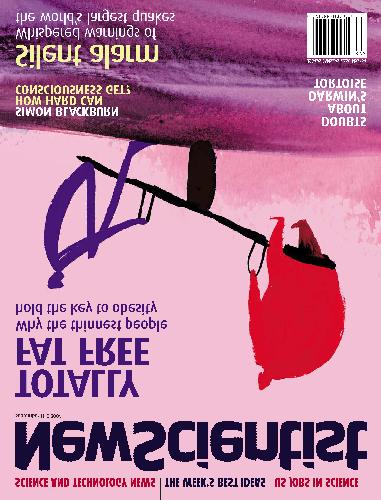 SCIENCE AND TECHNOLOGY NEWS | THE WEEK'S BEST IDEAS | US JOBS IN SCIENCE
NewScientist
TOTALLY
FAT FREE
Why the thinnest people
hold the key to obesity
DOUBTS
ABOUT
DARWIN'S
TORTOISE
SIMON BLACKBURN
HOW HARD CAN
CONSCIOUSNESS GET?
Silent alarm
Whispered warnings of
the world's largest quakes